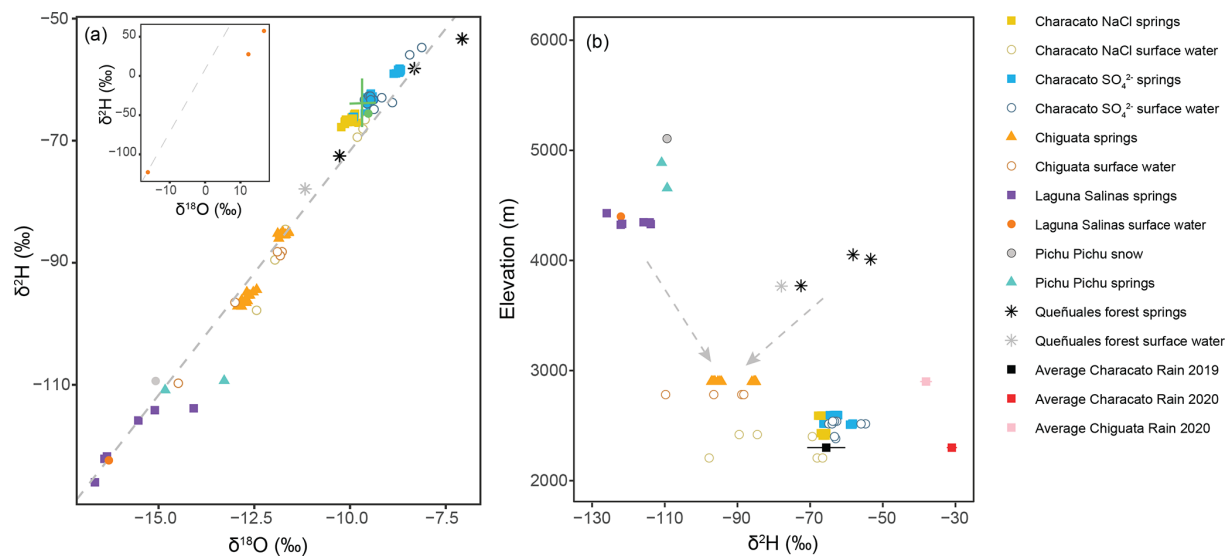 (a)
−50
−70
−90
−110
δ²H (‰)
−15.0
−12.5
−10.0
−7.5
δ¹⁸O (‰)
50
0
−50
−100
δ²H (‰)
−10
0
10
δ¹⁸O (‰)
(b)
6000
5000
4000
3000
2000
Elevation (m)
−130
−110
−90
−70
−50
−30
δ²H (‰)
Characato NaCl springs
Characato NaCl surface water
Characato SO₄²⁻ springs
Characato SO₄²⁻ surface water
Chiguata springs
Chiguata surface water
Laguna Salinas springs
Laguna Salinas surface water
Pichu Pichu snow
Pichu Pichu springs
Queñuales forest springs
Queñuales forest surface water
Average Characato Rain 2019
Average Characato Rain 2020
Average Chiguata Rain 2020